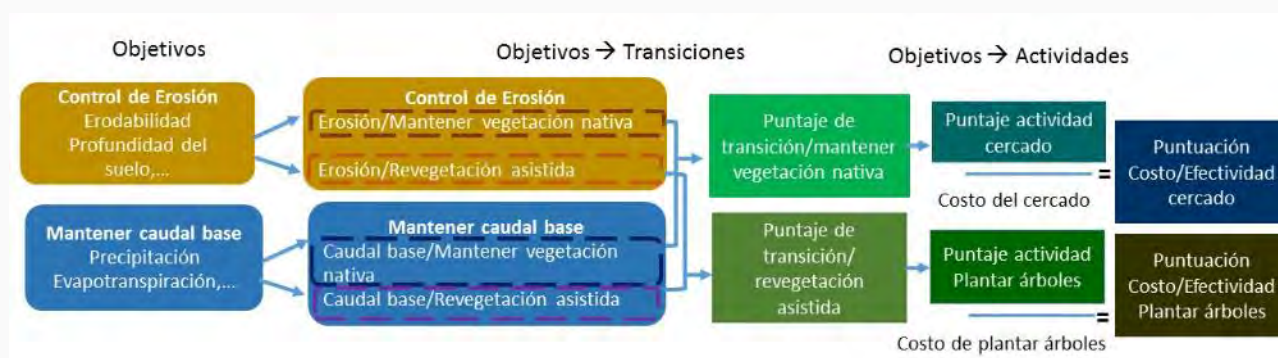 Objetivos
Objetivos → Transiciones
Objetivos → Actividades
Control de Erosión
Erodabilidad
Profundidad del
suelo,...
Mantener caudal base
Precipitación
Evapotranspiración,...
Control de Erosión
Erosión/Mantener vegetación nativa
Erosión/Revegetación asistida
Mantener caudal base
Caudal base/Mantener vegetación
nativa
Caudal base/Revegetación asistida
Puntaje de
transición/mantener
vegetación nativa
Puntaje de
transición/
revegetación
asistida
Puntaje actividad
cercado
Costo del cercado
=
Puntuación
Costo/Efectividad
cercado
Puntaje actividad
Plantar árboles
Costo de plantar árboles
=
Puntuación
Costo/Efectividad
Plantar árboles